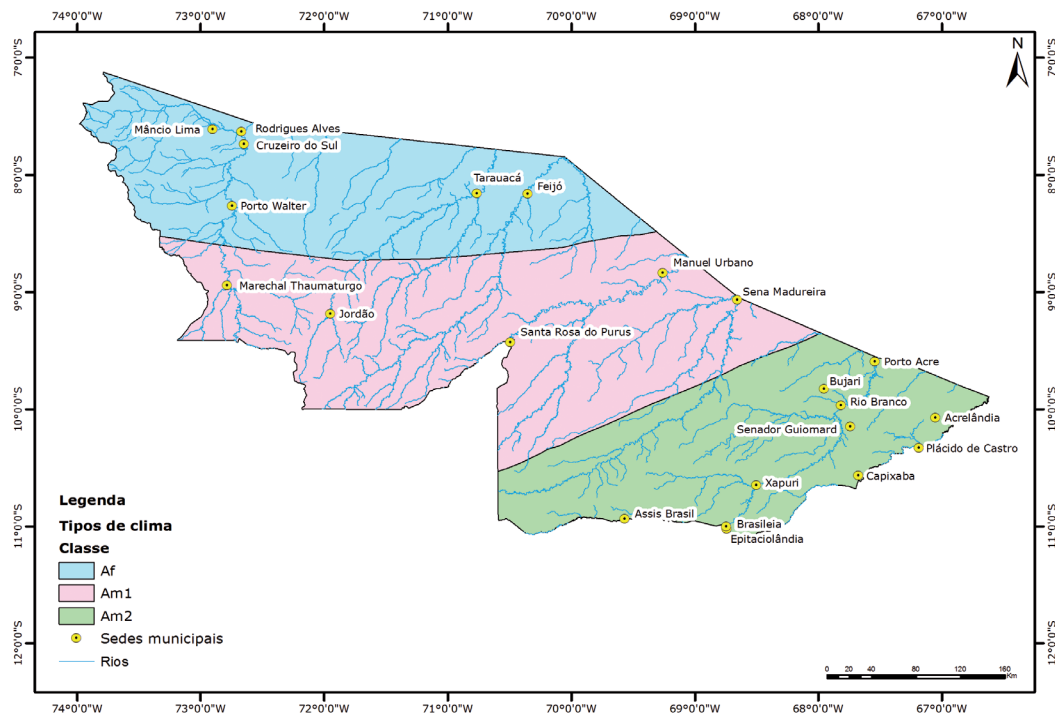 74°0'0"W 73°0'0"W 72°0'0"W 71°0'0"W 70°0'0"W 69°0'0"W 68°0'0"W 67°0'0"W
7°0'0"S
8°0'0"S
9°0'0"S
10°0'0"S
11°0'0"S
12°0'0"S
N
Mâncio Lima
Rodrigues Alves
Cruzeiro do Sul
Tarauacá
Feijó
Porto Walter
Manuel Urbano
Marechal Thaumaturgo
Sena Madureira
Jordão
Santa Rosa do Purus
Porto Acre
Bujari
Rio Branco
Acrelândia
Senador Guiomard
Plácido de Castro
Capixaba
Xapuri
Assis Brasil
Brasileia
Epitaciolândia
Legenda
Tipos de clima
Classe
Af
Am1
Am2
Sedes municipais
Rios
0 20 40 80 120 160
Km
7°0'0"S
8°0'0"S
9°0'0"S
10°0'0"S
11°0'0"S
12°0'0"S
74°0'0"W 73°0'0"W 72°0'0"W 71°0'0"W 70°0'0"W 69°0'0"W 68°0'0"W 67°0'0"W